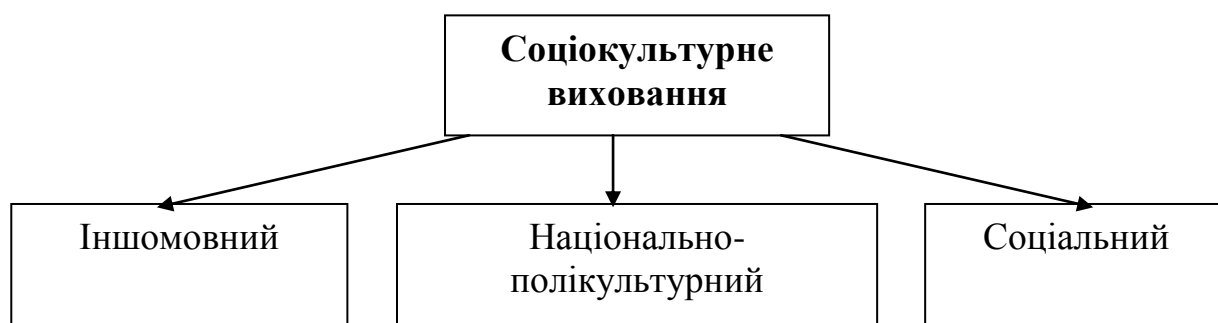 Соціокультурне
виховання
Іншомовний
Національно-
полікультурний
Соціальний